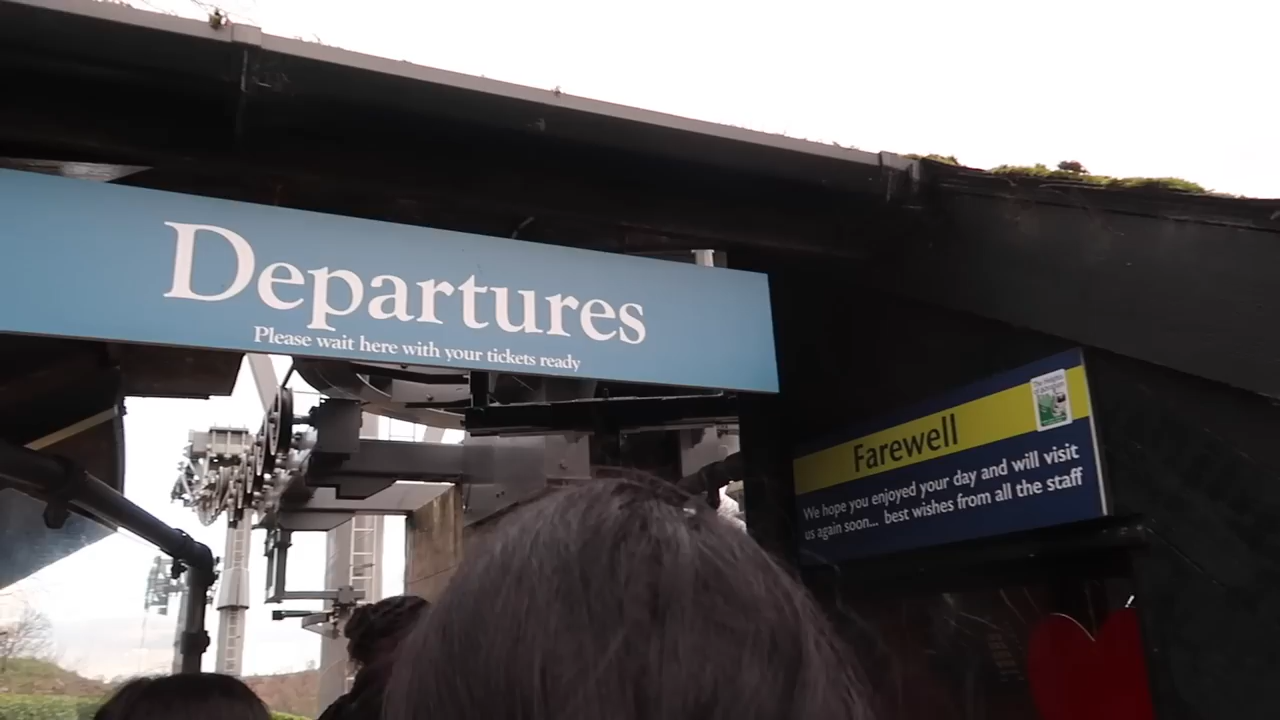 Departures
Please wait here with your tickets ready
Farewell
We hope you enjoyed your day and will visit
us again soon... best wishes from all the staff